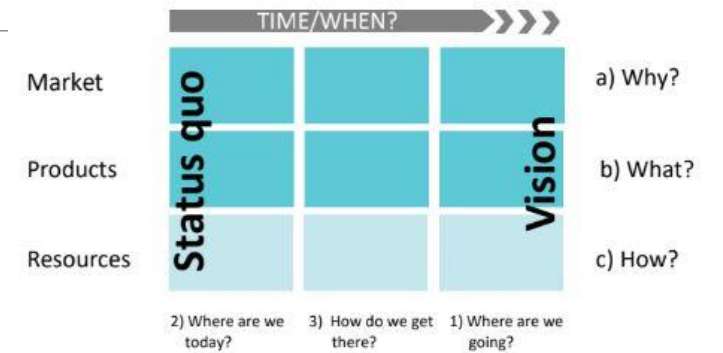 TIME/WHEN?
Market
a) Why?
Status quo
Vision
Products
b) What?
Resources
c) How?
2) Where are we
today?
3) How do we get
there?
1) Where are we
going?